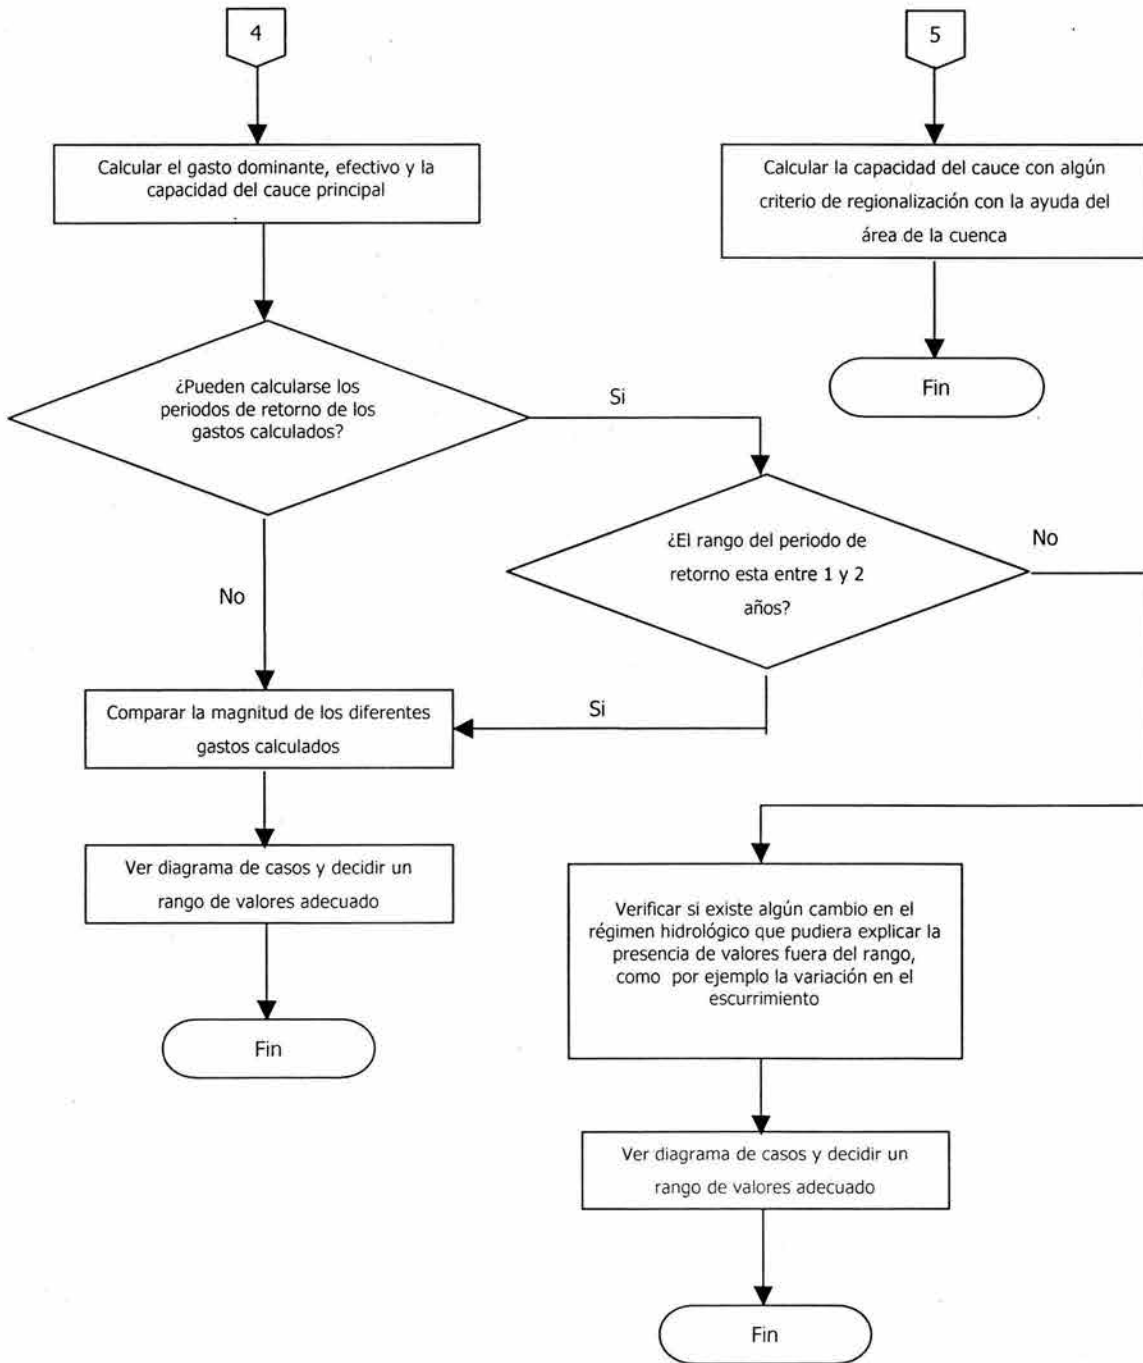 4
Calcular el gasto dominante, efectivo y la
capacidad del cauce principal
¿Pueden calcularse los
periodos de retorno de los
gastos calculados?
Si
No
¿El rango del periodo de
retorno esta entre 1 y 2
años?
No
Si
Comparar la magnitud de los diferentes
gastos calculados
Ver diagrama de casos y decidir un
rango de valores adecuado
Fin
Verificar si existe algún cambio en el
régimen hidrológico que pudiera explicar la
presencia de valores fuera del rango,
como por ejemplo la variación en el
escurrimiento
Ver diagrama de casos y decidir un
rango de valores adecuado
Fin
5
Calcular la capacidad del cauce con algún
criterio de regionalización con la ayuda del
área de la cuenca
Fin